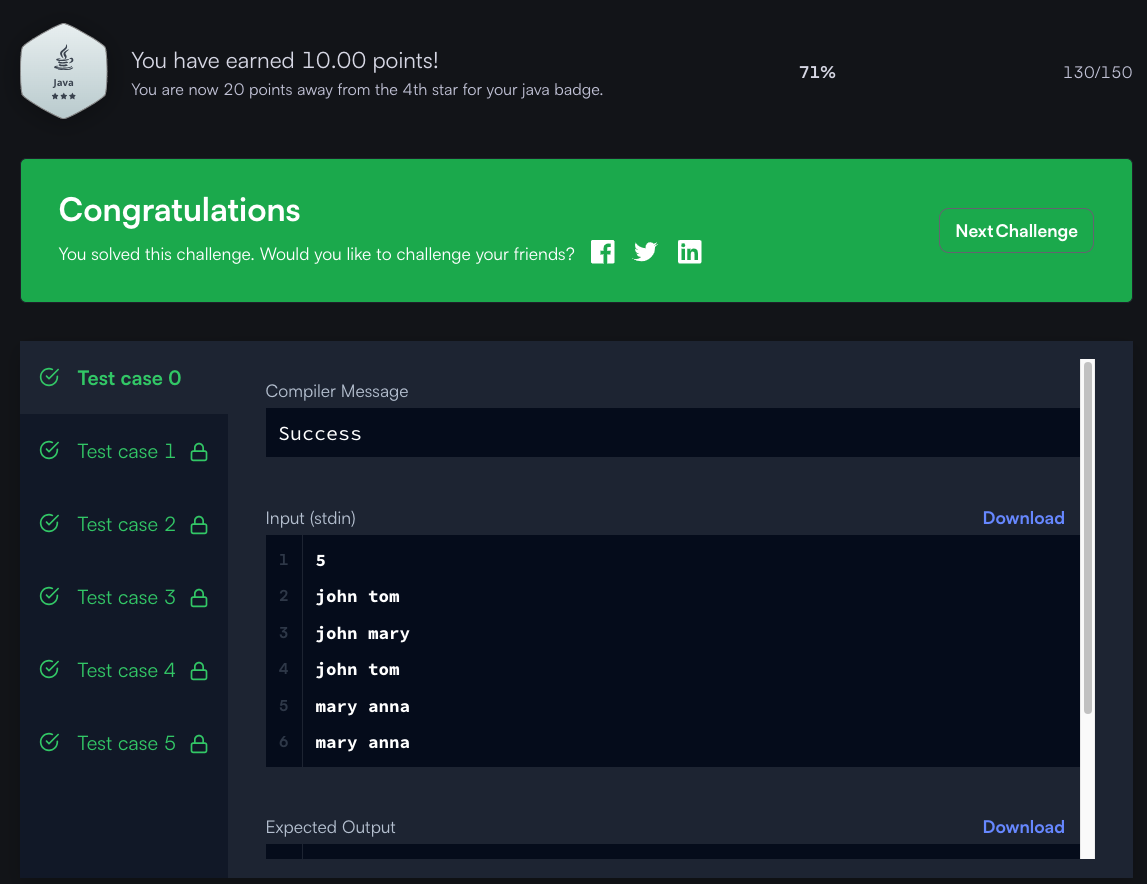 Java
You have earned 10.00 points!
You are now 20 points away from the 4th star for your java badge.
71%
130/150
Congratulations
You solved this challenge. Would you like to challenge your friends?
Next Challenge
Test case 0
Test case 1
Test case 2
Test case 3
Test case 4
Test case 5
Compiler Message
Success
Input (stdin)
Download
1 5
2 john tom
3 john mary
4 john tom
5 mary anna
6 mary anna
Expected Output
Download